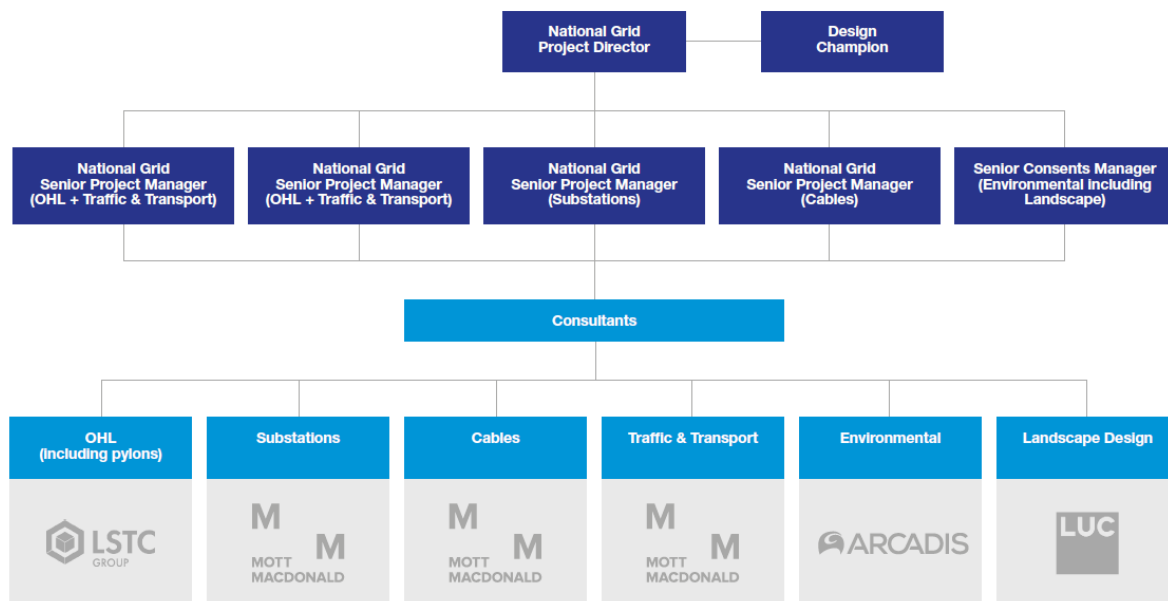 National Grid
Project Director
Design
Champion
National Grid
Senior Project Manager
(OHL + Traffic & Transport)
National Grid
Senior Project Manager
(OHL + Traffic & Transport)
National Grid
Senior Project Manager
(Substations)
National Grid
Senior Project Manager
(Cables)
Senior Consents Manager
(Environmental including
Landscape)
Consultants
OHL
(including pylons)
Substations
Cables
Traffic & Transport
Environmental
Landscape Design
LSTC
GROUP
M
M
MOTT
MACDONALD
M
M
MOTT
MACDONALD
M
M
MOTT
MACDONALD
ARCADIS
LUC